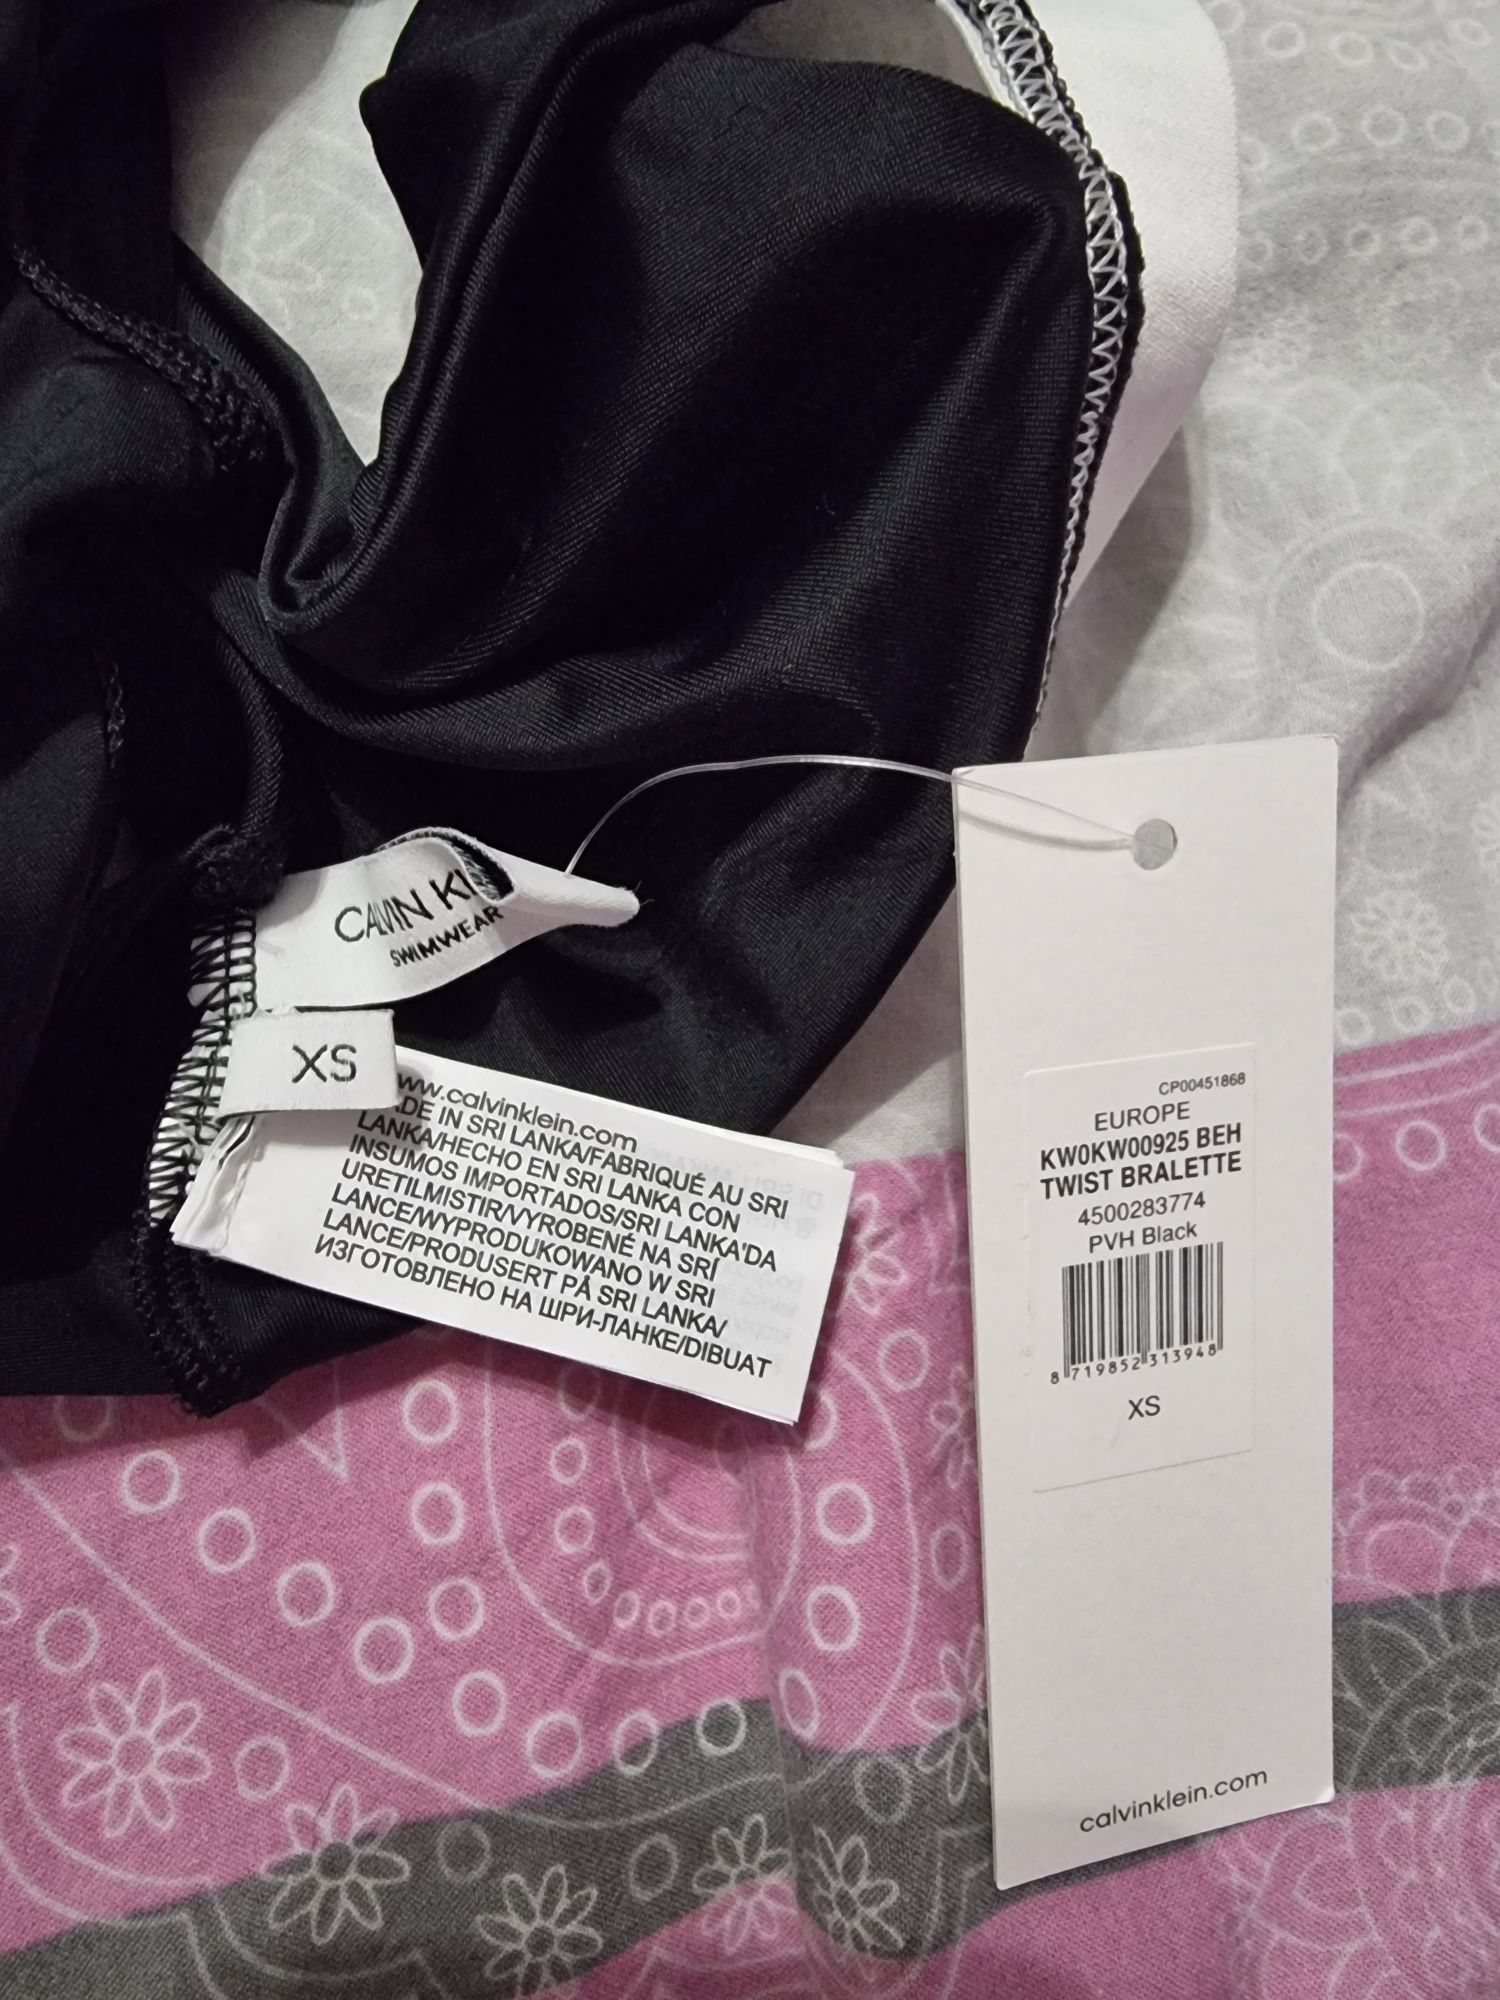 CALVIN
SWIMWEAR
XS
www.calvinklein.com
MADE IN SRI LANKA/FABRIQUÉ AU SRI
LANKA/HECHO EN SRI LANKA CON
INSUMOS IMPORTADOS/SRI LANKA'DA
URETILMISTIR/VYROBENÉ NA SRÍ
LANCE/WYPRODUKOWANO W SRI
LANCE/PRODUSERT PÅ SRI LANKA/
ИЗГОТОВЛЕНО НА ШРИ-ЛАНКЕ/DIBUAT
CP00451868
EUROPE
KW0KW00925 BEH
TWIST BRALETTE
4500283774
PVH Black
8 719852 313948
XS
calvinklein.com